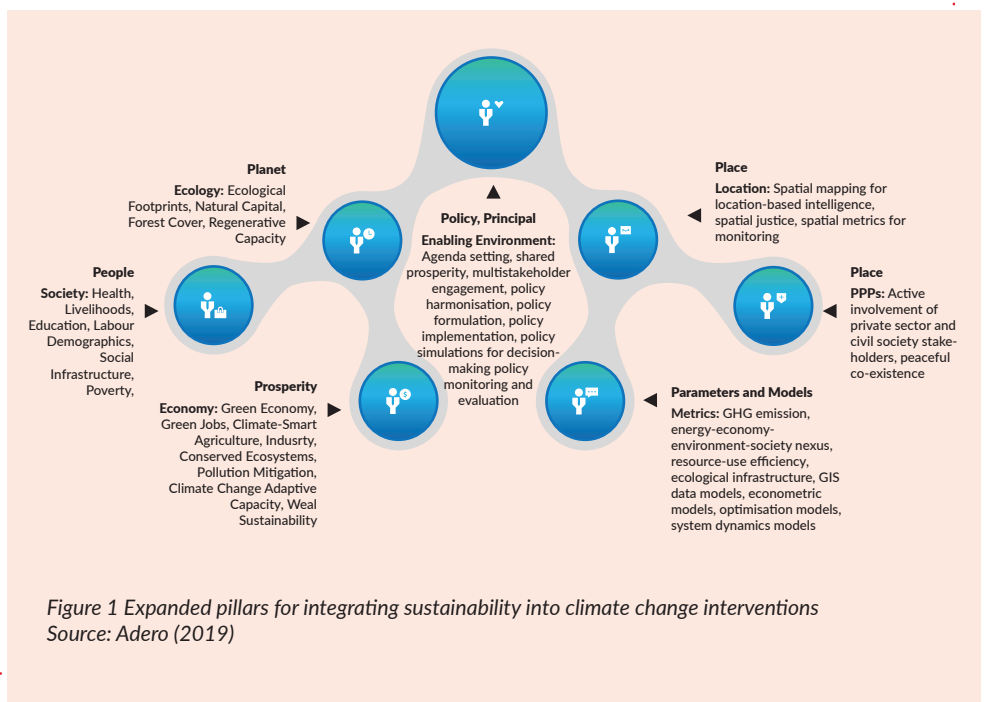 Planet
Ecology: Ecological
Footprints, Natural Capital,
Forest Cover, Regenerative
Capacity
People
Society: Health,
Livelihoods,
Education, Labour
Demographics,
Social
Infrastructure,
Poverty,
Prosperity
Economy: Green Economy,
Green Jobs, Climate-Smart
Agriculture, Indusrty,
Conserved Ecosystems,
Pollution Mitigation,
Climate Change Adaptive
Capacity, Weal
Sustainability
Policy, Principal
Enabling Environment:
Agenda setting, shared
prosperity, multistakeholder
engagement, policy
harmonisation, policy
formulation, policy
implementation, policy
simulations for decision-
making policy
monitoring and
evaluation
Place
Location: Spatial mapping for
location-based intelligence,
spatial justice, spatial metrics for
monitoring
Place
PPPs: Active
involvement of
private sector and
civil society stake-
holders, peaceful
co-existence
Parameters and Models
Metrics: GHG emission,
energy-economy-
environment-society nexus,
resource-use efficiency,
ecological infrastructure, GIS
data models, econometric
models, optimisation models,
system dynamics models
Figure 1 Expanded pillars for integrating sustainability into climate change interventions
Source: Adero (2019)